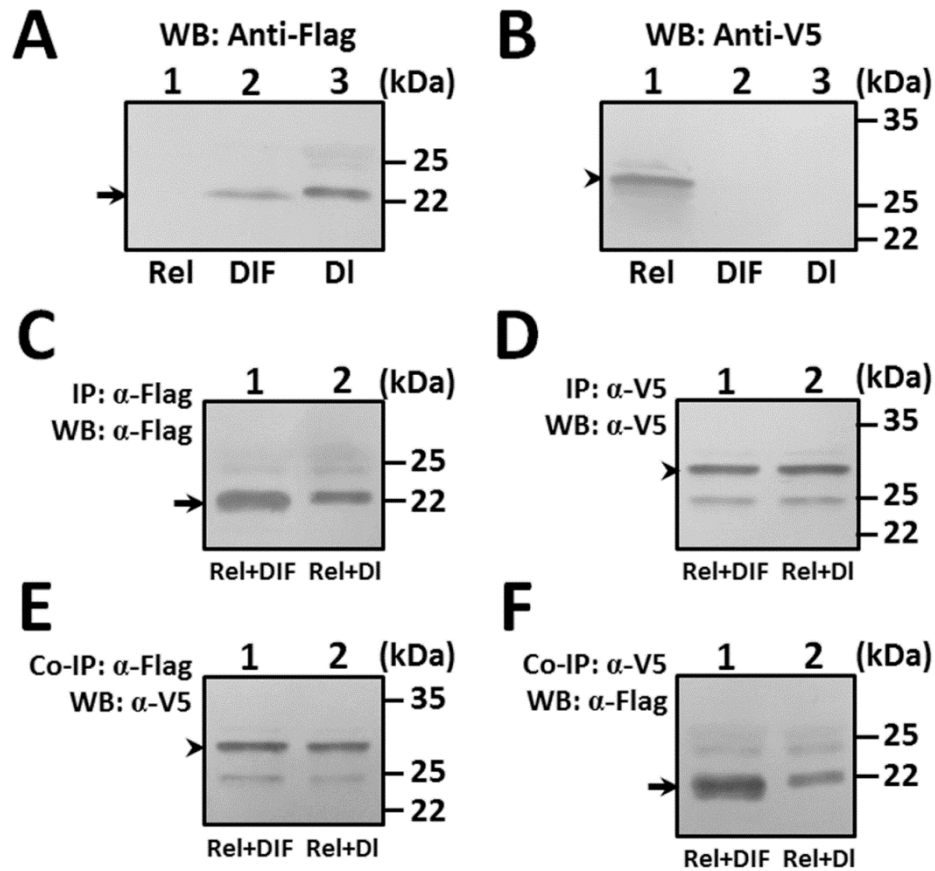 A
WB: Anti-Flag
1 2 3 (kDa)
25
22
Rel DIF Dl
B
WB: Anti-V5
1 2 3 (kDa)
35
25
22
Rel DIF Dl
C
IP: α-Flag
WB: α-Flag
1 2 (kDa)
25
22
Rel+DIF Rel+Dl
D
IP: α-V5
WB: α-V5
1 2 (kDa)
35
25
22
Rel+DIF Rel+Dl
E
Co-IP: α-Flag
WB: α-V5
1 2 (kDa)
35
25
22
Rel+DIF Rel+Dl
F
Co-IP: α-V5
WB: α-Flag
1 2 (kDa)
25
22
Rel+DIF Rel+Dl